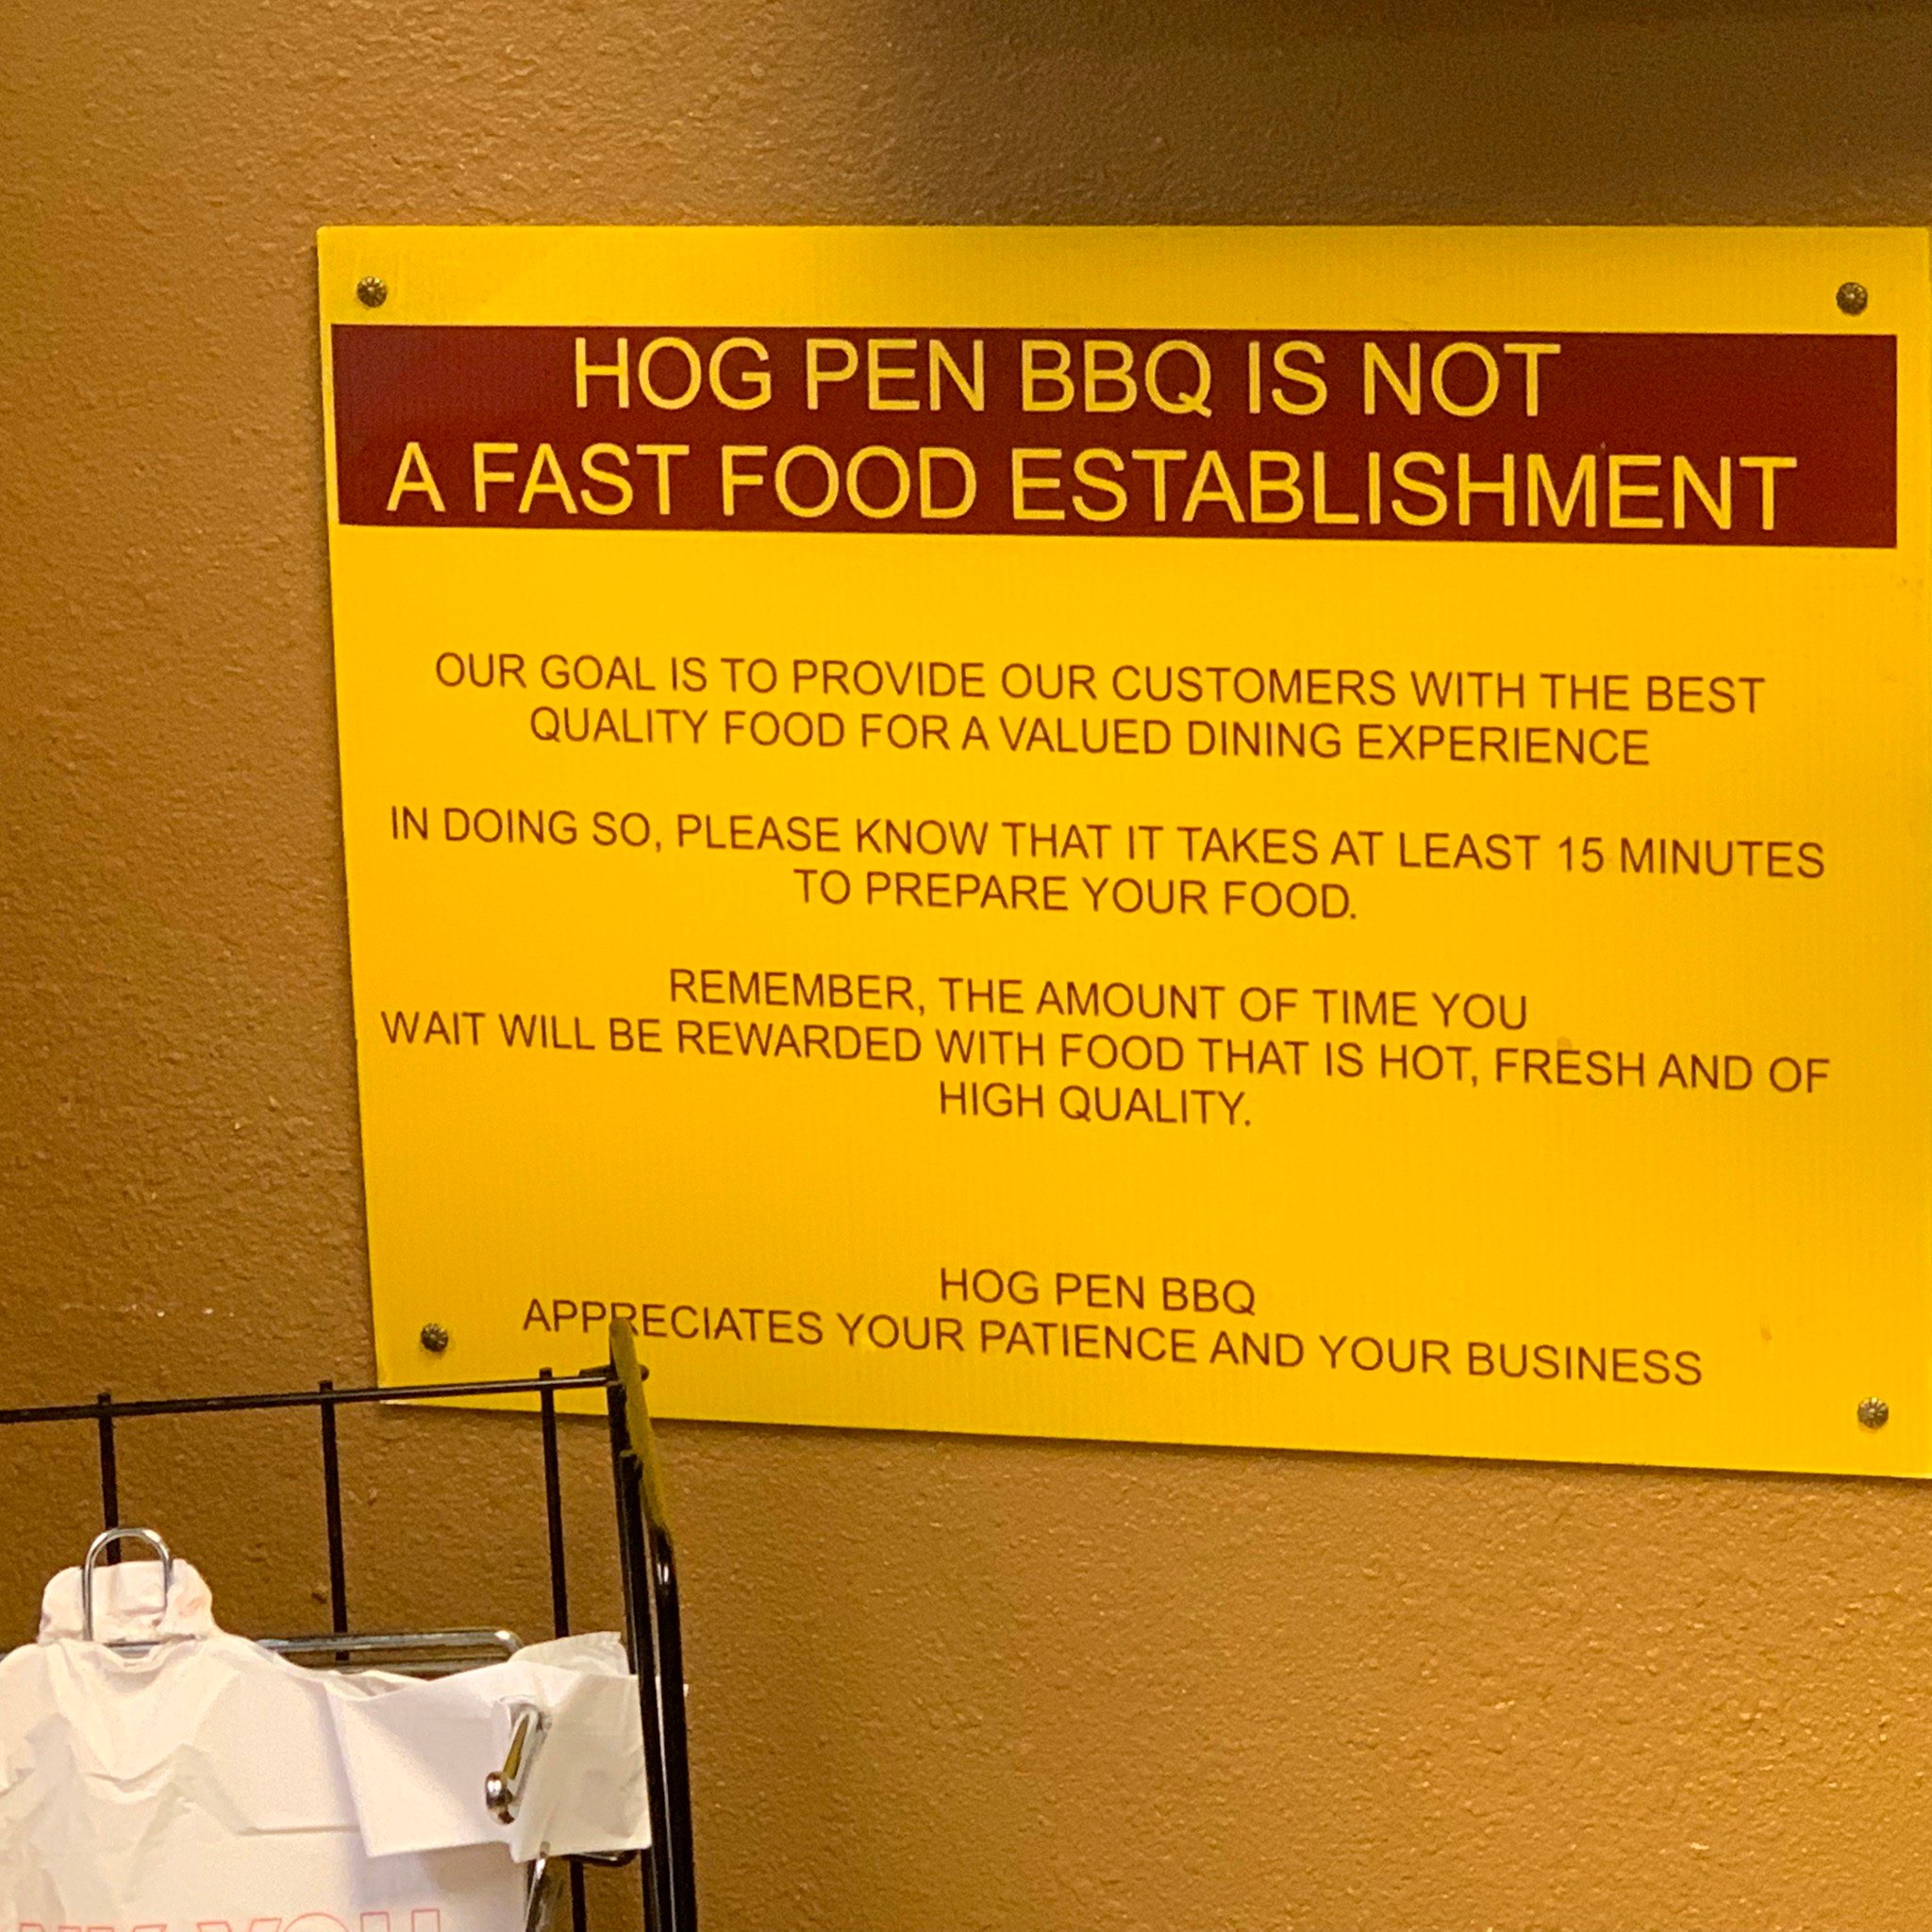 HOG PEN BBQ IS NOT
A FAST FOOD ESTABLISHMENT
OUR GOAL IS TO PROVIDE OUR CUSTOMERS WITH THE BEST
QUALITY FOOD FOR A VALUED DINING EXPERIENCE
IN DOING SO, PLEASE KNOW THAT IT TAKES AT LEAST 15 MINUTES
TO PREPARE YOUR FOOD.
REMEMBER, THE AMOUNT OF TIME YOU
WAIT WILL BE REWARDED WITH FOOD THAT IS HOT, FRESH AND OF
HIGH QUALITY.
HOG PEN BBQ
APPRECIATES YOUR PATIENCE AND YOUR BUSINESS
YOU